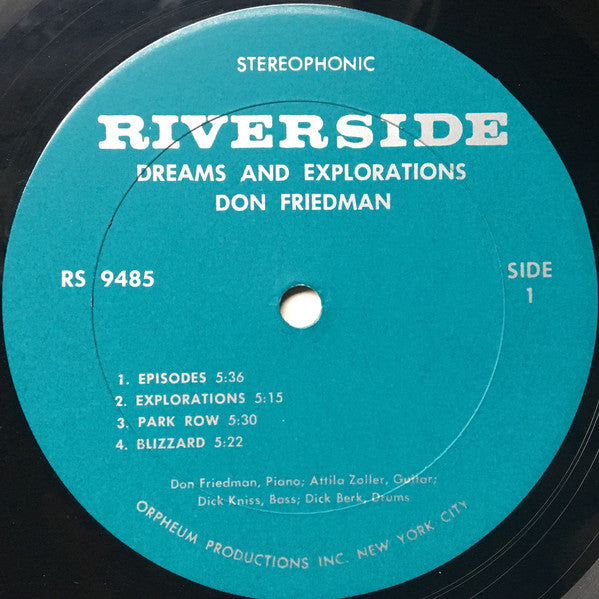 STEREOPHONIC
RIVERSIDE
DREAMS AND EXPLORATIONS
DON FRIEDMAN
RS 9485
SIDE
1
1. EPISODES 5:36
2. EXPLORATIONS 5:15
3. PARK ROW 5:30
4. BLIZZARD 5:22
Don Friedman, Piano; Attila Zoller, Guitar;
Dick Kniss, Bass; Dick Berk, Drums
ORPHEUM PRODUCTIONS INC. NEW YORK CITY